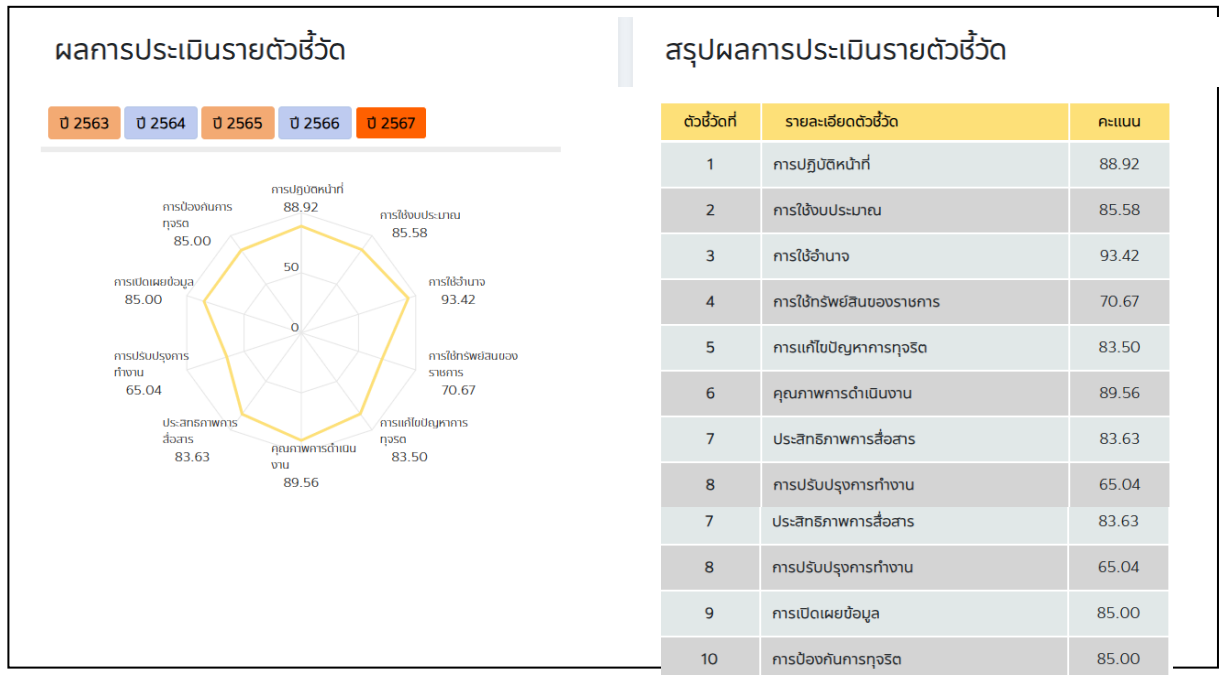 ผลการประเมินรายตัวชี้วัด
ปี 2563 ปี 2564 ปี 2565 ปี 2566 ปี 2567
การปฏิบัติหน้าที่
88.92
การใช้งบประมาณ
85.58
การใช้อำนาจ
93.42
การใช้ทรัพย์สินของ
ราชการ
70.67
การแก้ไขปัญหาการ
ทุจริต
83.50
คุณภาพการดำเนิน
งาน
89.56
ประสิทธิภาพการ
สื่อสาร
83.63
การปรับปรุงการ
ทำงาน
65.04
การเปิดเผยข้อมูล
85.00
การป้องกันการ
ทุจริต
85.00
50
0
สรุปผลการประเมินรายตัวชี้วัด
ตัวชี้วัดที่ รายละเอียดตัวชี้วัด คะแนน
1 การปฏิบัติหน้าที่ 88.92
2 การใช้งบประมาณ 85.58
3 การใช้อำนาจ 93.42
4 การใช้ทรัพย์สินของราชการ 70.67
5 การแก้ไขปัญหาการทุจริต 83.50
6 คุณภาพการดำเนินงาน 89.56
7 ประสิทธิภาพการสื่อสาร 83.63
8 การปรับปรุงการทำงาน 65.04
7 ประสิทธิภาพการสื่อสาร 83.63
8 การปรับปรุงการทำงาน 65.04
9 การเปิดเผยข้อมูล 85.00
10 การป้องกันการทุจริต 85.00